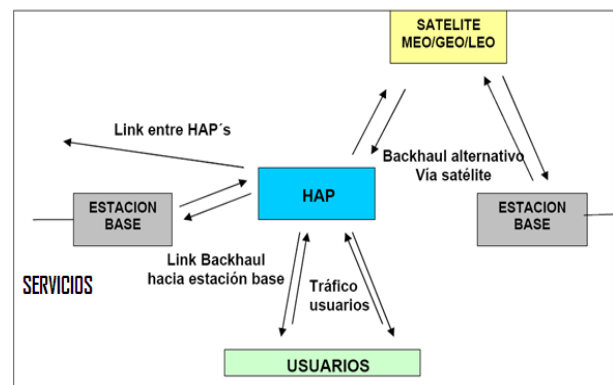 SATELITE
MEO/GEO/LEO
Link entre HAP´s
Backhaul alternativo
Vía satélite
HAP
ESTACION
BASE
ESTACION
BASE
Link Backhaul
hacia estación base
Tráfico
usuarios
SERVICIOS
USUARIOS